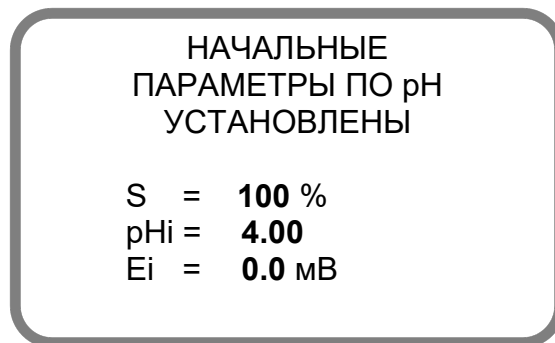 НАЧАЛЬНЫЕ
ПАРАМЕТРЫ ПО pH
УСТАНОВЛЕНЫ
S = 100 %
pHi = 4.00
Ei = 0.0 мВ